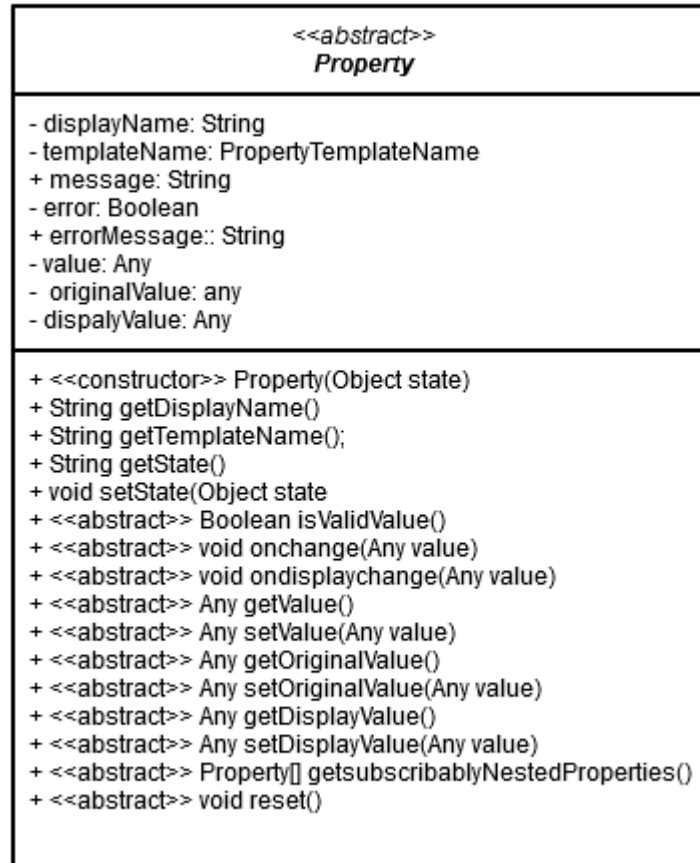 <<abstract>>
Property
- displayName: String
- templateName: PropertyTemplateName
+ message: String
- error: Boolean
+ errorMessage:: String
- value: Any
-  originalValue: any
- dispalyValue: Any
+ <<constructor>> Property(Object state)
+ String getDisplayName()
+ String getTemplateName();
+ String getState()
+ void setState(Object state
+ <<abstract>> Boolean isValidValue()
+ <<abstract>> void onchange(Any value)
+ <<abstract>> void ondisplaychange(Any value)
+ <<abstract>> Any getValue()
+ <<abstract>> Any setValue(Any value)
+ <<abstract>> Any getOriginalValue()
+ <<abstract>> Any setOriginalValue(Any value)
+ <<abstract>> Any getDisplayValue()
+ <<abstract>> Any setDisplayValue(Any value)
+ <<abstract>> Property[] getsubscribablyNestedProperties()
+ <<abstract>> void reset()